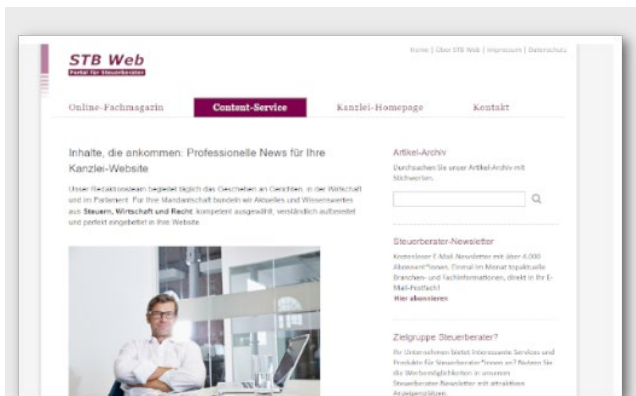 Home | Über STB Web | Impressum | Datenschutz
STB Web
Portal für Steuerberater
Online-Fachmagazin
Content-Service
Kanzlei-Homepage
Kontakt
Inhalte, die ankommen: Professionelle News für Ihre
Kanzlei-Website
Unser Redaktionsteam begleitet täglich das Geschehen an Gerichten, in der Wirtschaft
und im Parlament. Für Ihre Mandantschaft bündeln wir Aktuelles und Wissenswertes
aus Steuern, Wirtschaft und Recht: kompetent ausgewählt, verständlich aufbereitet
und perfekt eingebettet in Ihre Website.
Artikel-Archiv
Durchsuchen Sie unser Artikel-Archiv mit
Stichworten.
Steuerberater-Newsletter
Kostenloser E-Mail-Newsletter mit über 4.000
Abonnent*innen. Einmal im Monat topaktuelle
Branchen- und Fachinformationen, direkt in Ihr E-
Mail-Postfach!
Hier abonnieren
Zielgruppe Steuerberater?
Ihr Unternehmen bietet interessante Services und
Produkte für Steuerberater*innen an? Nutzen Sie
die Werbemöglichkeiten in unserem
Steuerberater-Newsletter mit attraktiven
Anzeigenplätzen.